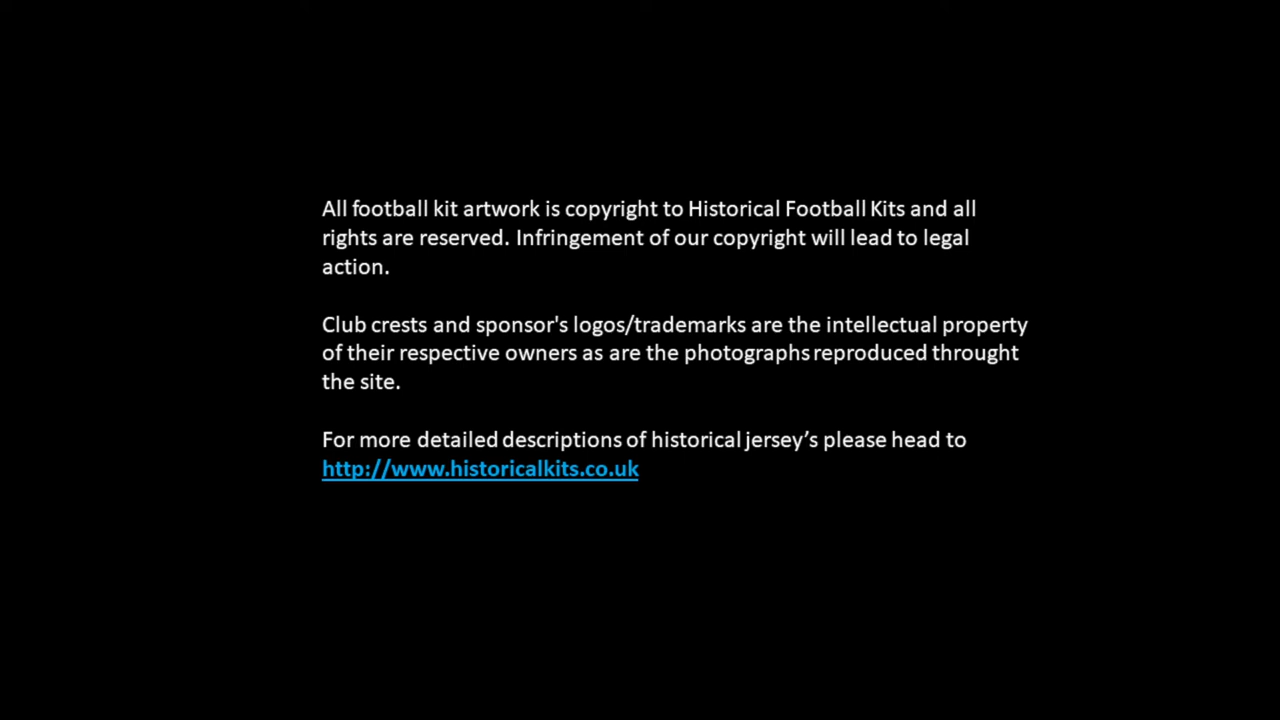 All football kit artwork is copyright to Historical Football Kits and all
rights are reserved. Infringement of our copyright will lead to legal
action.
Club crests and sponsor's logos/trademarks are the intellectual property
of their respective owners as are the photographs reproduced throught
the site.
For more detailed descriptions of historical jersey’s please head to
http://www.historicalkits.co.uk